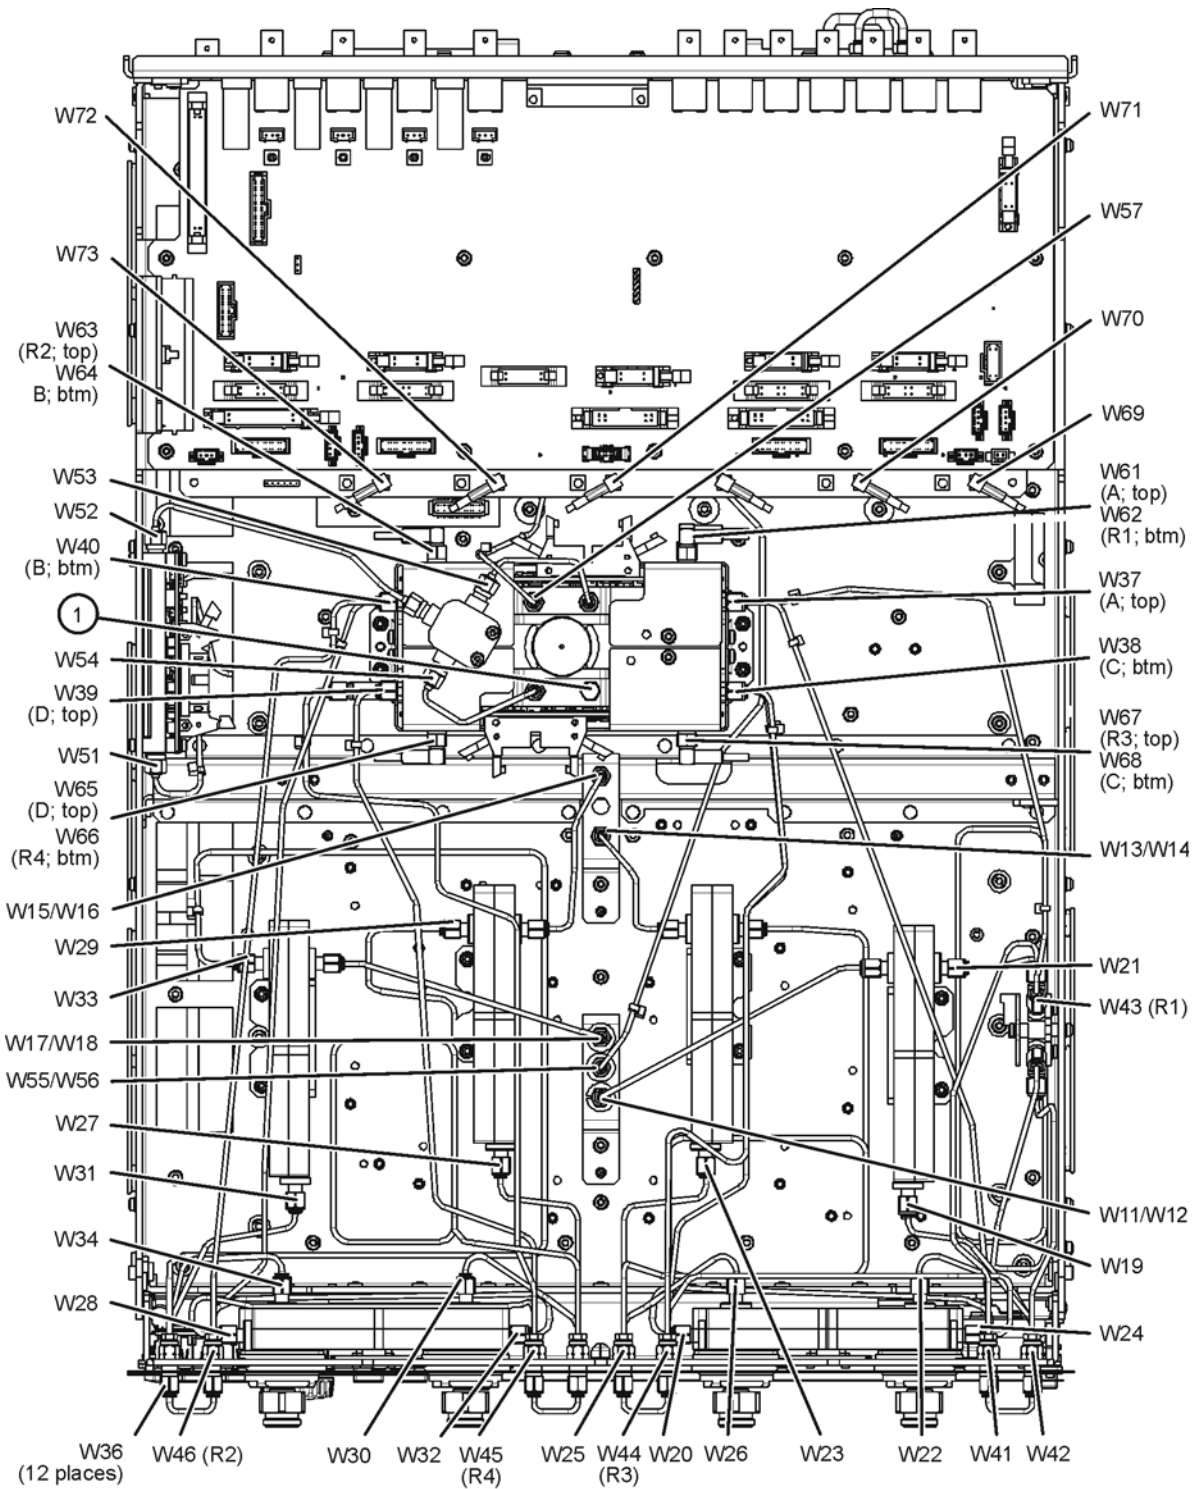 W72
W73
W63
(R2; top)
W64
B; btm)
W53
W52
W40
(B; btm)
1
W54
W39
(D; top)
W51
W65
(D; top)
W66
(R4; btm)
W15/W16
W29
W33
W17/W18
W55/W56
W27
W31
W34
W28
W71
W57
W70
W69
W61
(A; top)
W62
(R1; btm)
W37
(A; top)
W38
(C; btm)
W67
(R3; top)
W68
(C; btm)
W13/W14
W21
W43 (R1)
W11/W12
W19
W24
W36
(12 places)
W46 (R2)
W30
W32
W45
(R4)
W25
W44
(R3)
W20
W26
W23
W22
W41
W42